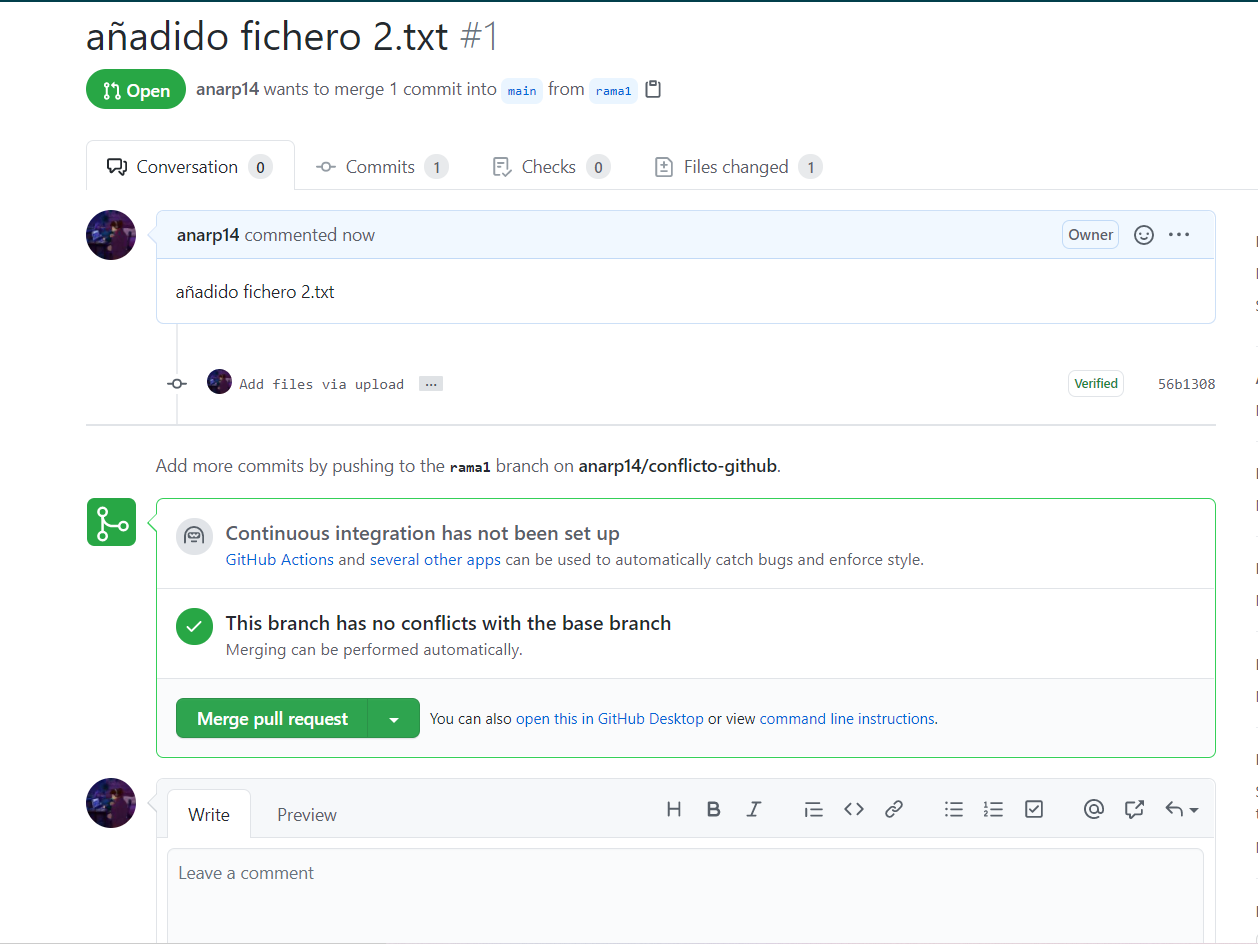 añadido fichero 2.txt #1
Open anarp14 wants to merge 1 commit into main from rama1
Conversation 0 Commits 1 Checks 0 Files changed 1
anarp14 commented now Owner
añadido fichero 2.txt
Add files via upload ... Verified 56b1308
Add more commits by pushing to the rama1 branch on anarp14/conflicto-github.
Continuous integration has not been set up
GitHub Actions and several other apps can be used to automatically catch bugs and enforce style.
This branch has no conflicts with the base branch
Merging can be performed automatically.
Merge pull request You can also open this in GitHub Desktop or view command line instructions.
Write Preview
Leave a comment